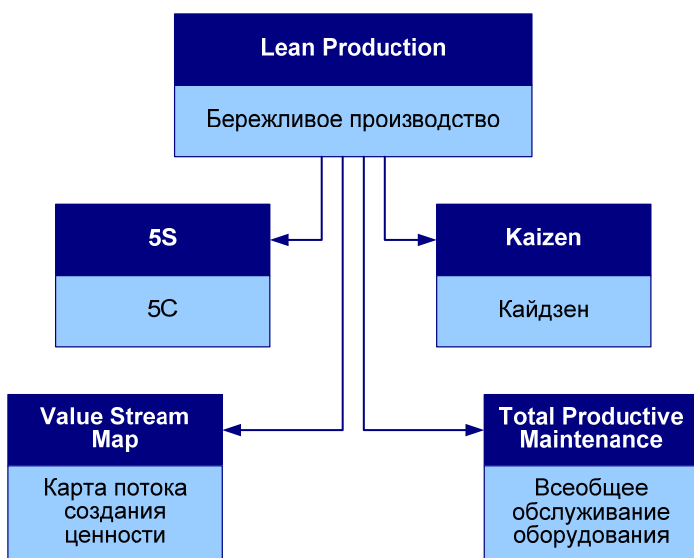 Lean Production
Бережливое производство
5S
5С
Kaizen
Кайдзен
Value Stream
Map
Карта потока
создания
ценности
Total Productive
Maintenance
Всеобщее
обслуживание
оборудования